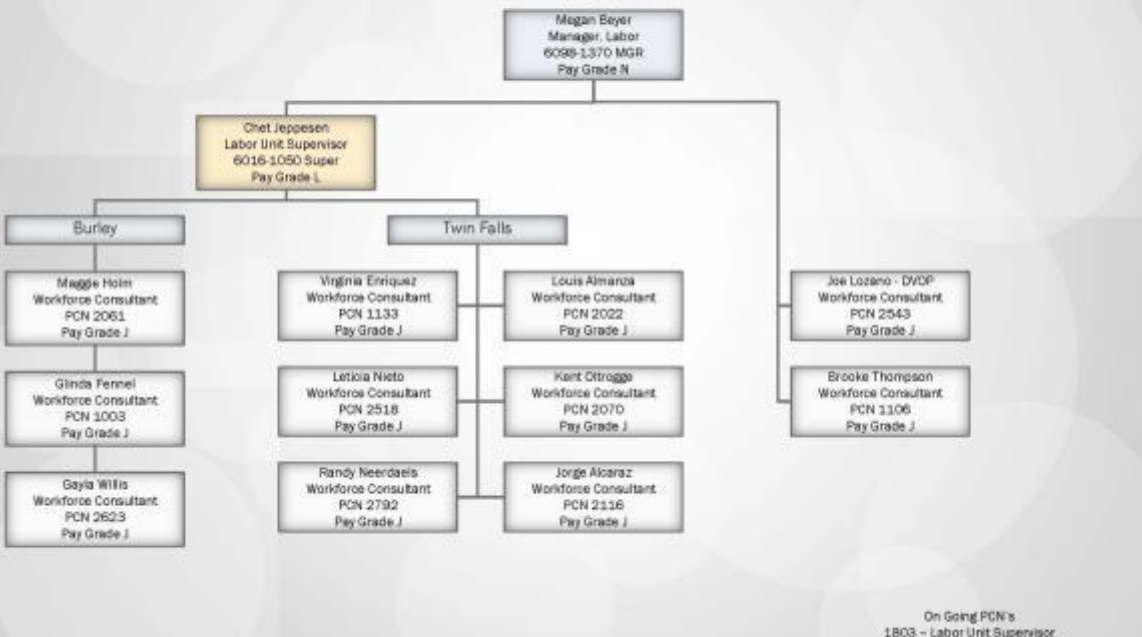 Megan Beyer
Manager, Labor
6098-1370 MGR
Pay Grade N
Chet Jeppesen
Labor Unit Supervisor
6016-1050 Super
Pay Grade L
Burley
Twin Falls
Maggie Holm
Workforce Consultant
PCN 2061
Pay Grade J
Glinda Fennel
Workforce Consultant
PCN 1003
Pay Grade J
Gayla Willis
Workforce Consultant
PCN 2623
Pay Grade J
Virginia Enriquez
Workforce Consultant
PCN 1133
Pay Grade J
Leticia Nieto
Workforce Consultant
PCN 2518
Pay Grade J
Randy Neerdaels
Workforce Consultant
PCN 2792
Pay Grade J
Louis Almanza
Workforce Consultant
PCN 2022
Pay Grade J
Kent Oltrogge
Workforce Consultant
PCN 2070
Pay Grade J
Jorge Alcaraz
Workforce Consultant
PCN 2116
Pay Grade J
Joe Lozano - DVOP
Workforce Consultant
PCN 2543
Pay Grade J
Brooke Thompson
Workforce Consultant
PCN 1106
Pay Grade J
On Going PCN's
1803 – Labor Unit Supervisor